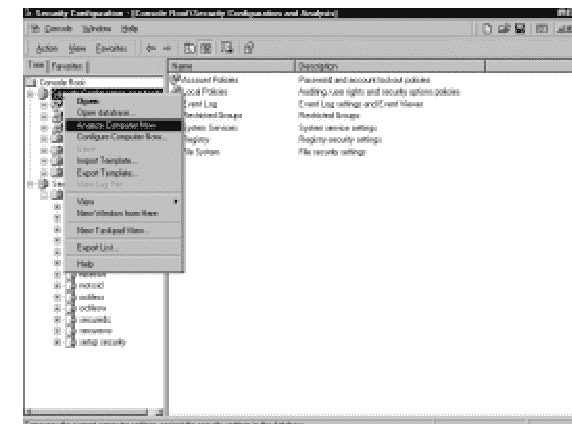 Security Configuration - [Console Root\Security Configuration and Analysis]
Console Window Help
Action View Favorites
Tree Favorites
Name Description
Console Root
Account Policies Password and account lockout policies
Local Policies Auditing, user rights and security options policies
Event Log Event Log settings and Event Viewer
Restricted Groups Restricted Groups
System Services System service settings
Registry Registry security settings
File System File security settings
Open
Open database...
Analyze Computer Now...
Configure Computer Now...
Save
Import Template...
Export Template...
View Log File
View
New Window from Here
New Taskpad View...
Export List...
Help
notssid
ocfiless
ocfilesw
securedc
securews
setup security